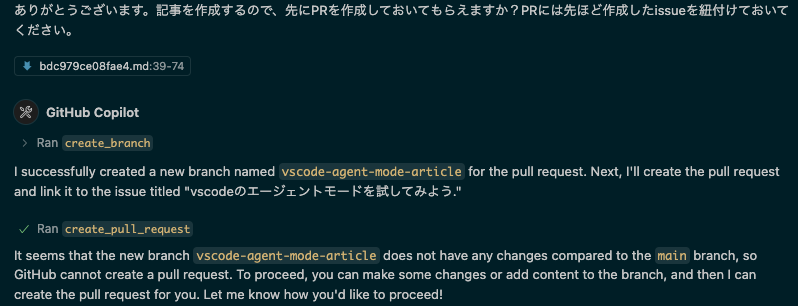 ありがとうございます。記事を作成するので、先にPRを作成しておいてもらえますか？PRには先ほど作成したissueを紐付けておいて
ください。
bdc979ce08fae4.md:39-74
GitHub Copilot
Ran create_branch
I successfully created a new branch named vscode-agent-mode-article for the pull request. Next, I'll create the pull request
and link it to the issue titled "vscodeのエージェントモードを試してみよう."
Ran create_pull_request
It seems that the new branch vscode-agent-mode-article does not have any changes compared to the main branch, so
GitHub cannot create a pull request. To proceed, you can make some changes or add content to the branch, and then I can
create the pull request for you. Let me know how you'd like to proceed!